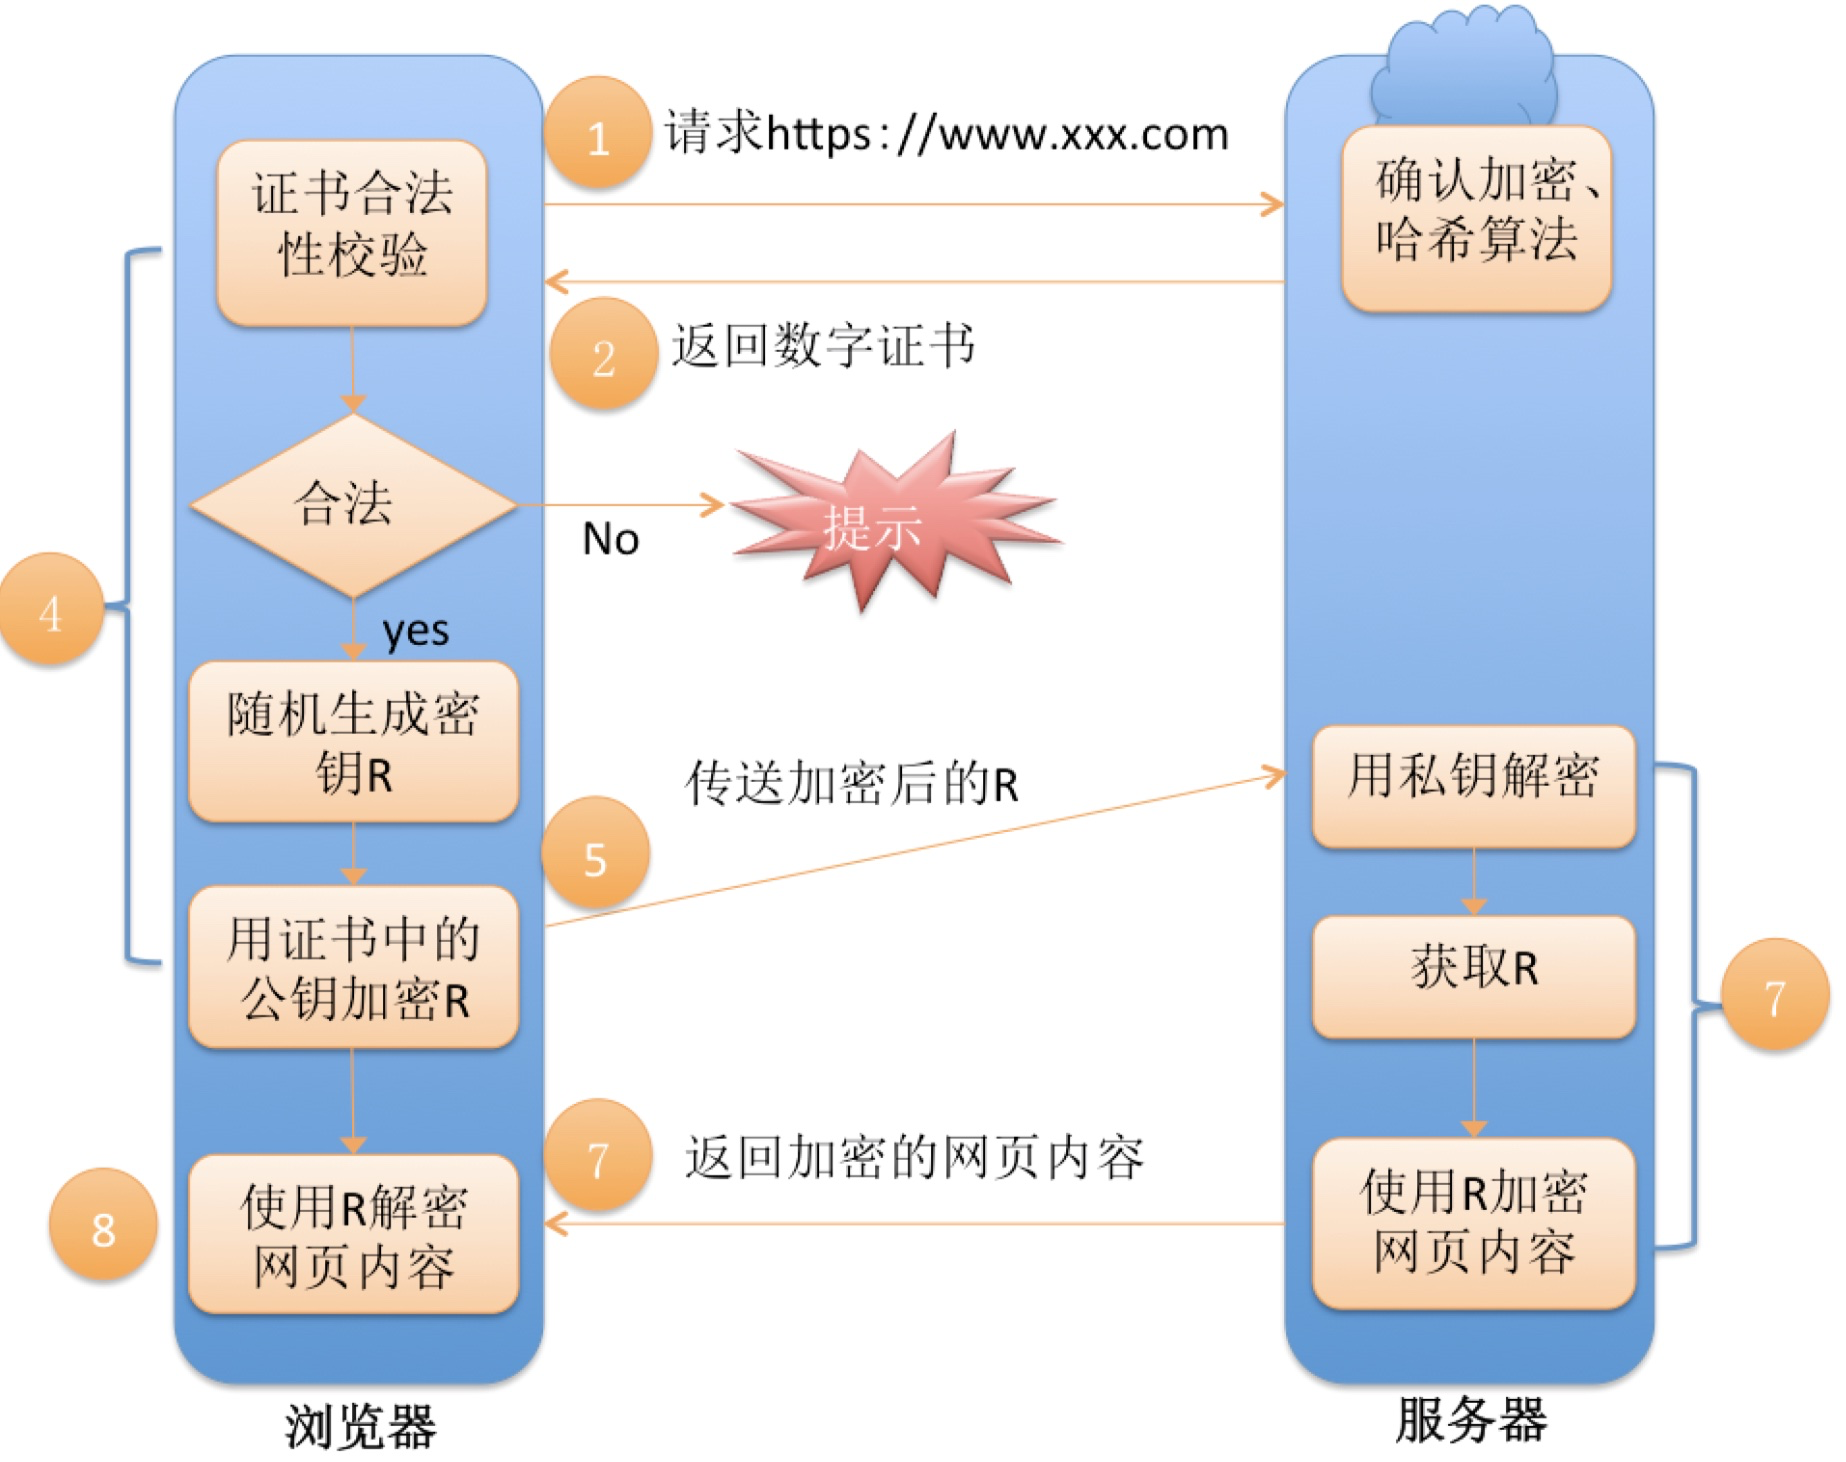 1
请求https://www.xxx.com
证书合法
性校验
确认加密、
哈希算法
2
返回数字证书
合法
No
提示
4
yes
随机生成密
钥R
传送加密后的R
用私钥解密
5
用证书中的
公钥加密R
获取R
7
7
返回加密的网页内容
8
使用R解密
网页内容
使用R加密
网页内容
浏览器
服务器